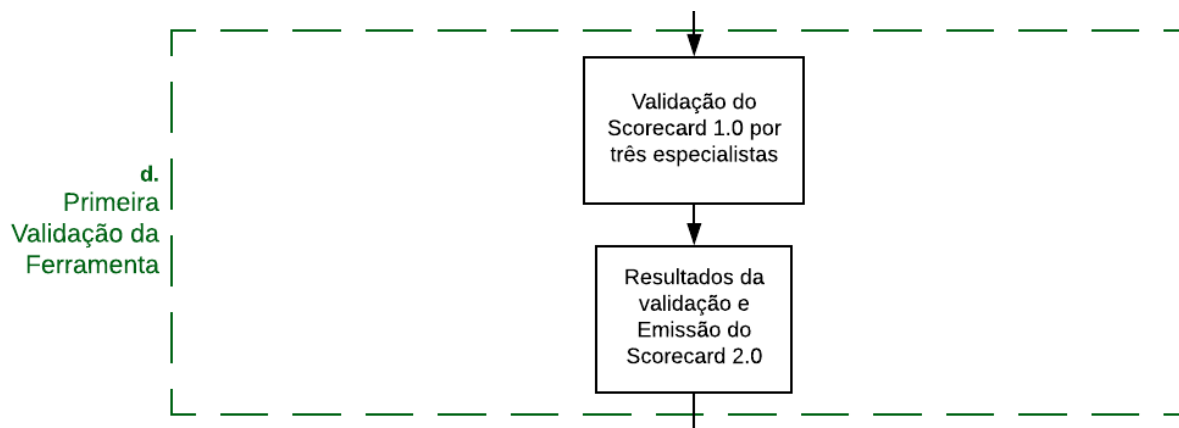 d.
Primeira
Validação da
Ferramenta
Validação do
Scorecard 1.0 por
três especialistas
Resultados da
validação e
Emissão do
Scorecard 2.0